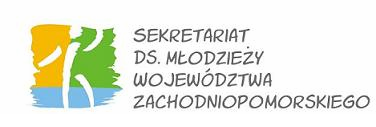 SEKRETARIAT
DS. MŁODZIEŻY
WOJEWÓDZTWA
ZACHODNIOPOMORSKIEGO